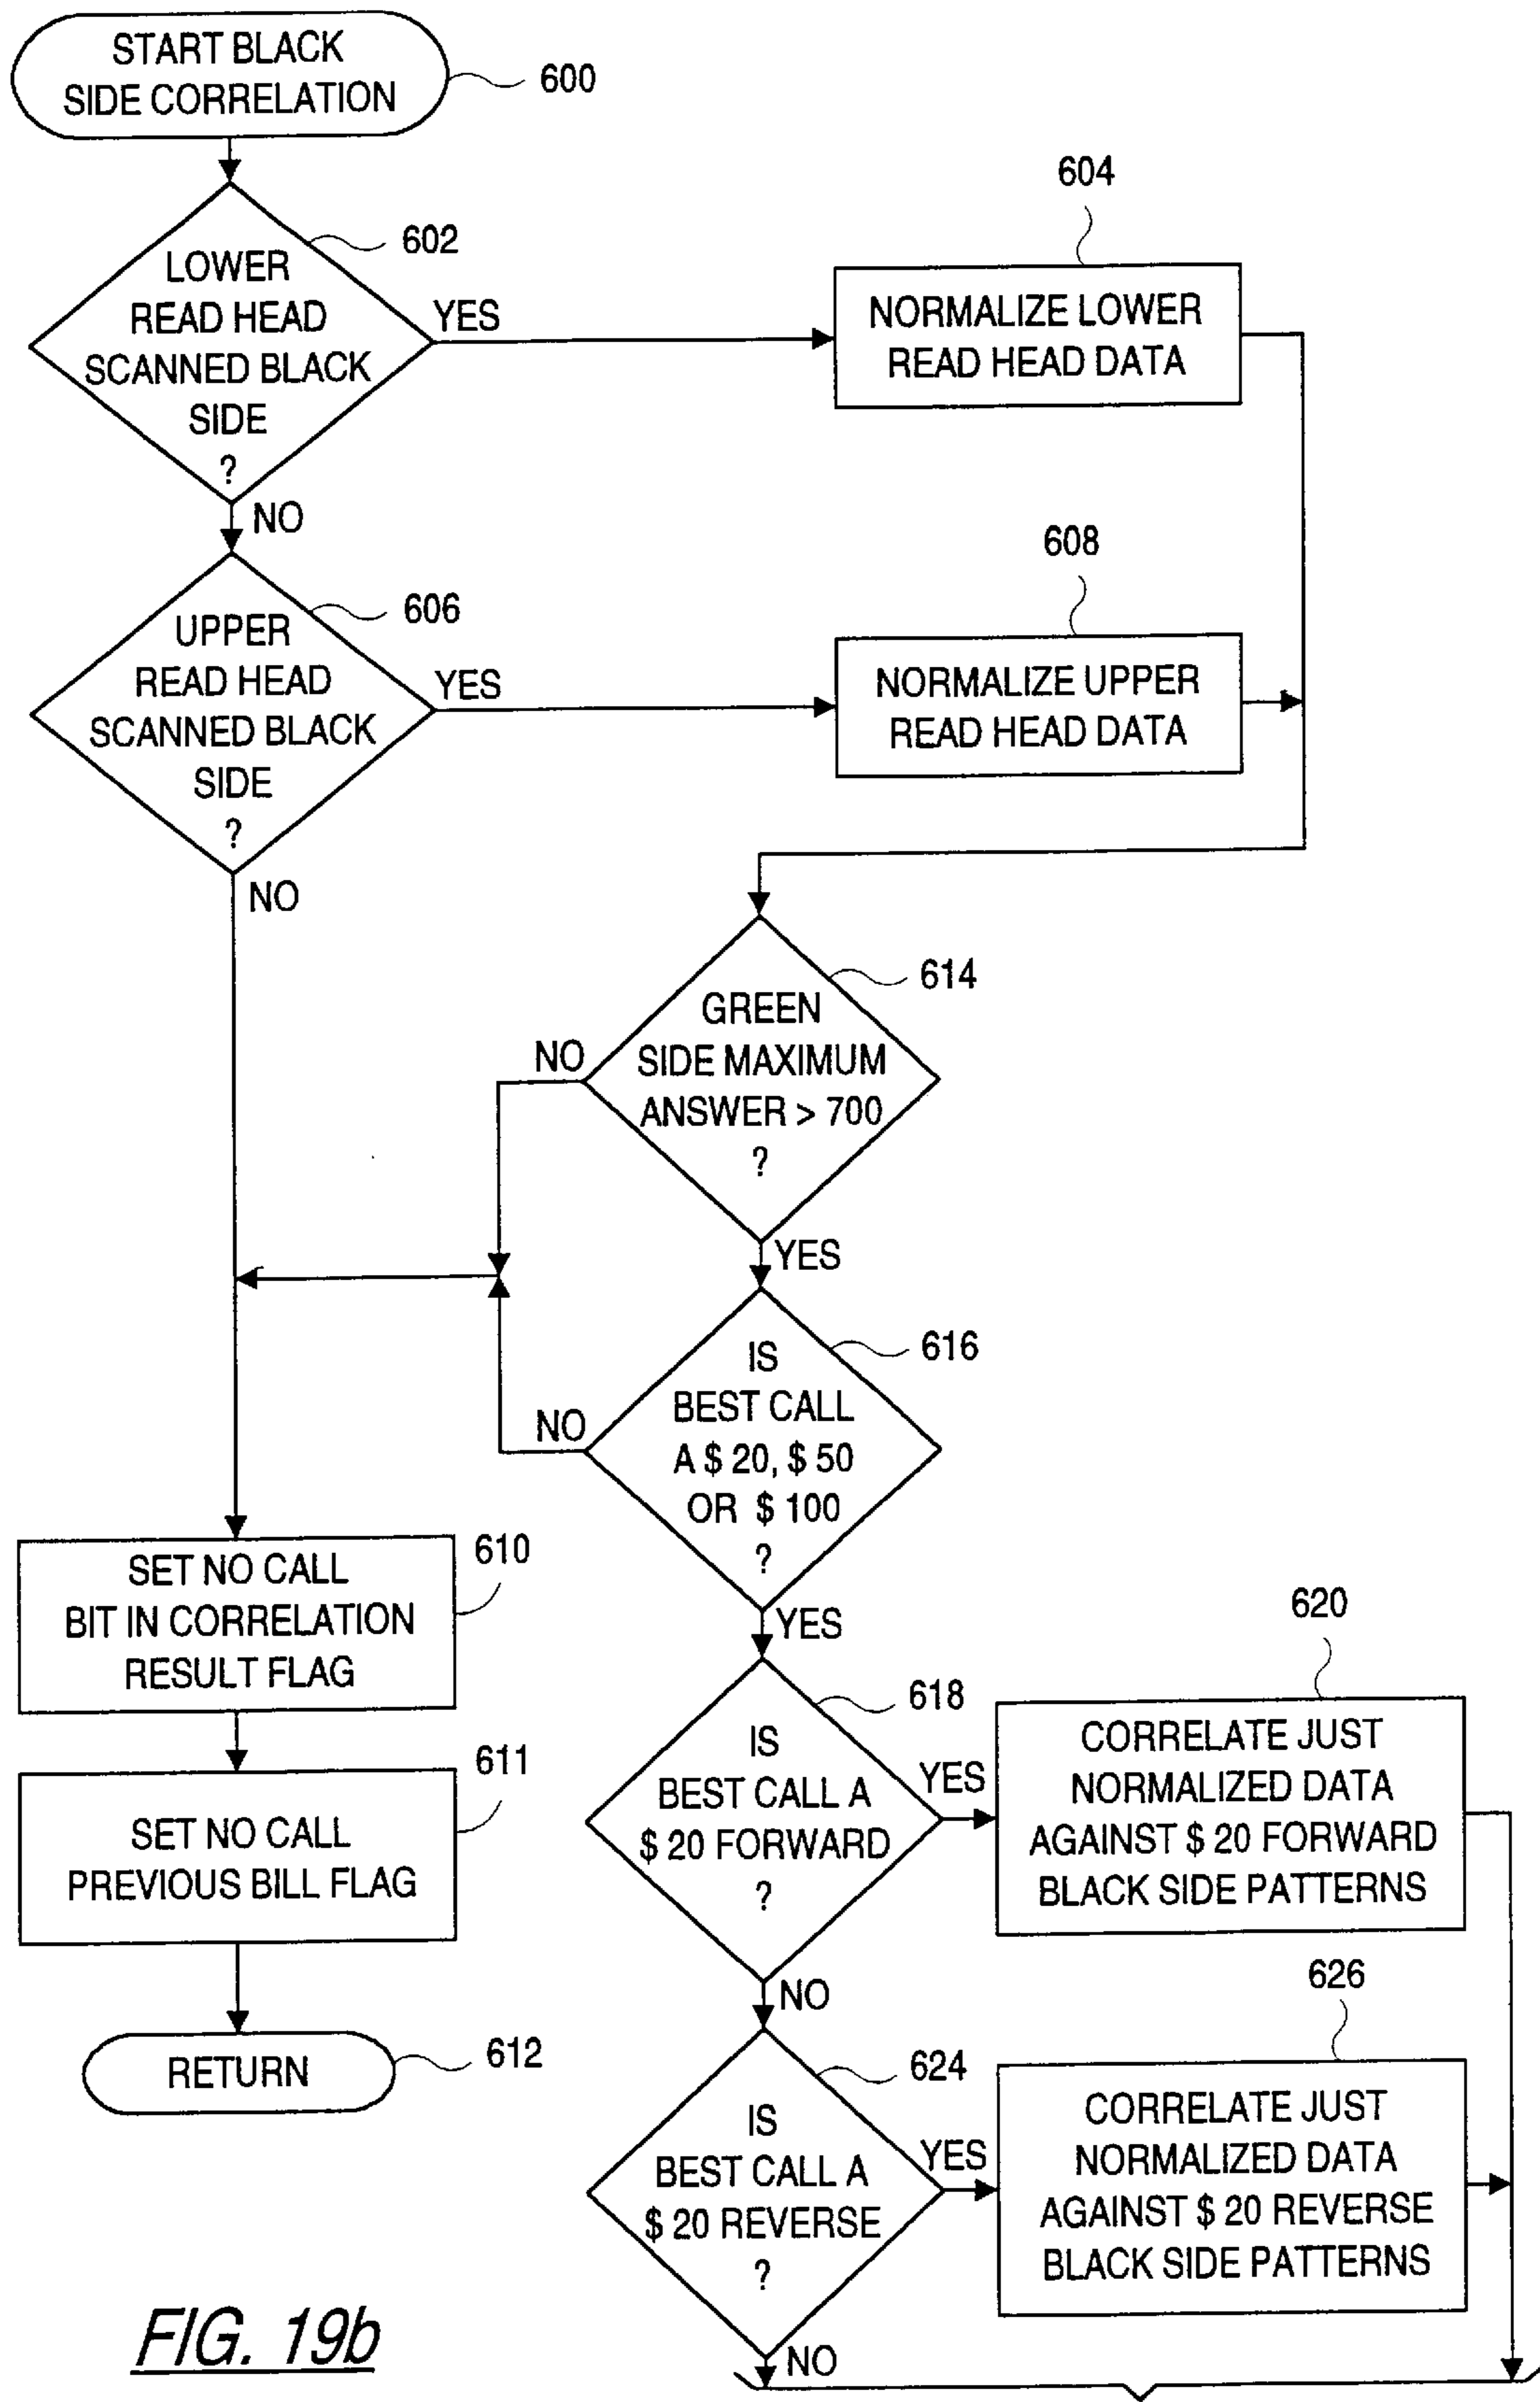 START BLACK
SIDE CORRELATION
600
LOWER
READ HEAD
SCANNED BLACK
SIDE
?
602
YES
NO
604
NORMALIZE LOWER
READ HEAD DATA
UPPER
READ HEAD
SCANNED BLACK
SIDE
?
606
YES
NO
608
NORMALIZE UPPER
READ HEAD DATA
GREEN
SIDE MAXIMUM
ANSWER > 700
?
614
NO
YES
IS
BEST CALL
A $ 20, $ 50
OR $ 100
?
616
NO
YES
SET NO CALL
BIT IN CORRELATION
RESULT FLAG
610
SET NO CALL
PREVIOUS BILL FLAG
611
RETURN
612
IS
BEST CALL A
$ 20 FORWARD
?
618
YES
NO
620
CORRELATE JUST
NORMALIZED DATA
AGAINST $ 20 FORWARD
BLACK SIDE PATTERNS
IS
BEST CALL A
$ 20 REVERSE
?
624
YES
NO
626
CORRELATE JUST
NORMALIZED DATA
AGAINST $ 20 REVERSE
BLACK SIDE PATTERNS
FIG. 19b